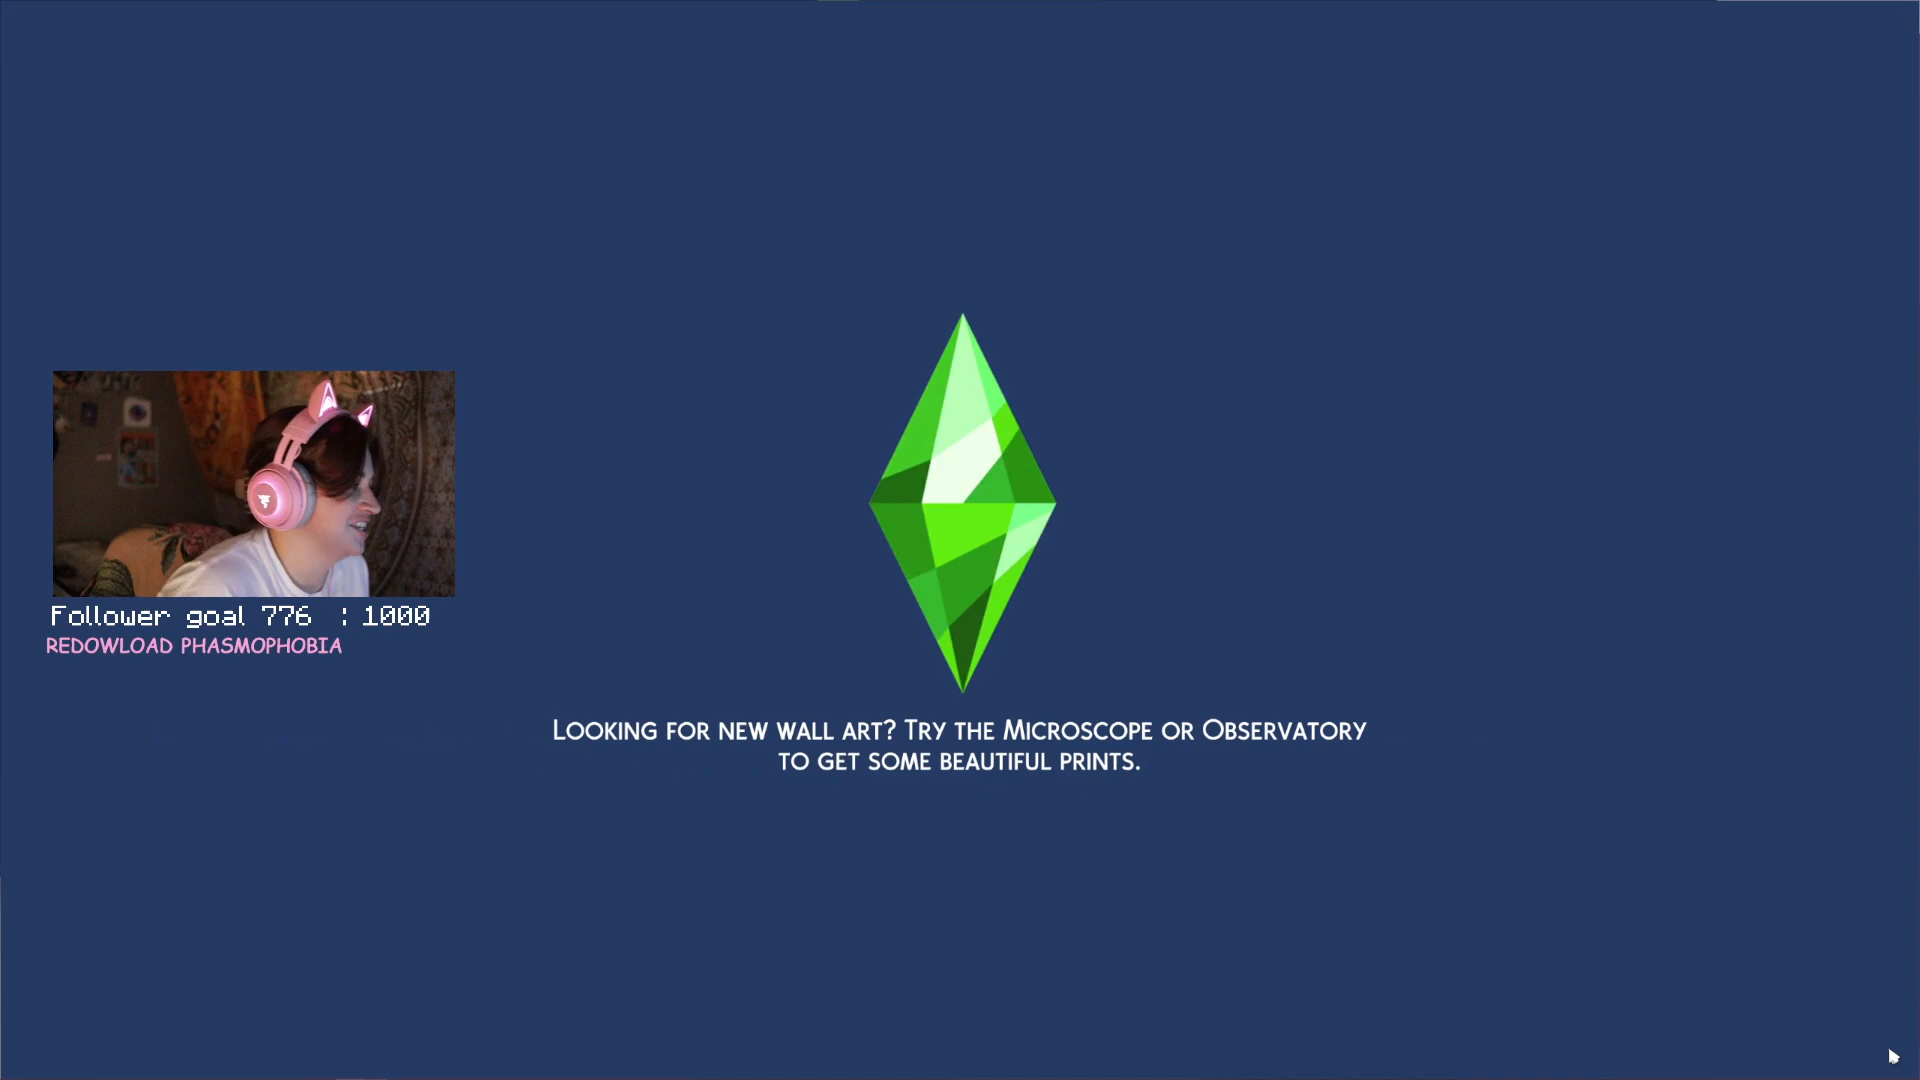 Follower goal 776 : 1000
REDOWLOAD PHASMOPHOBIA
LOOKING FOR NEW WALL ART? TRY THE MICROSCOPE OR OBSERVATORY
TO GET SOME BEAUTIFUL PRINTS.